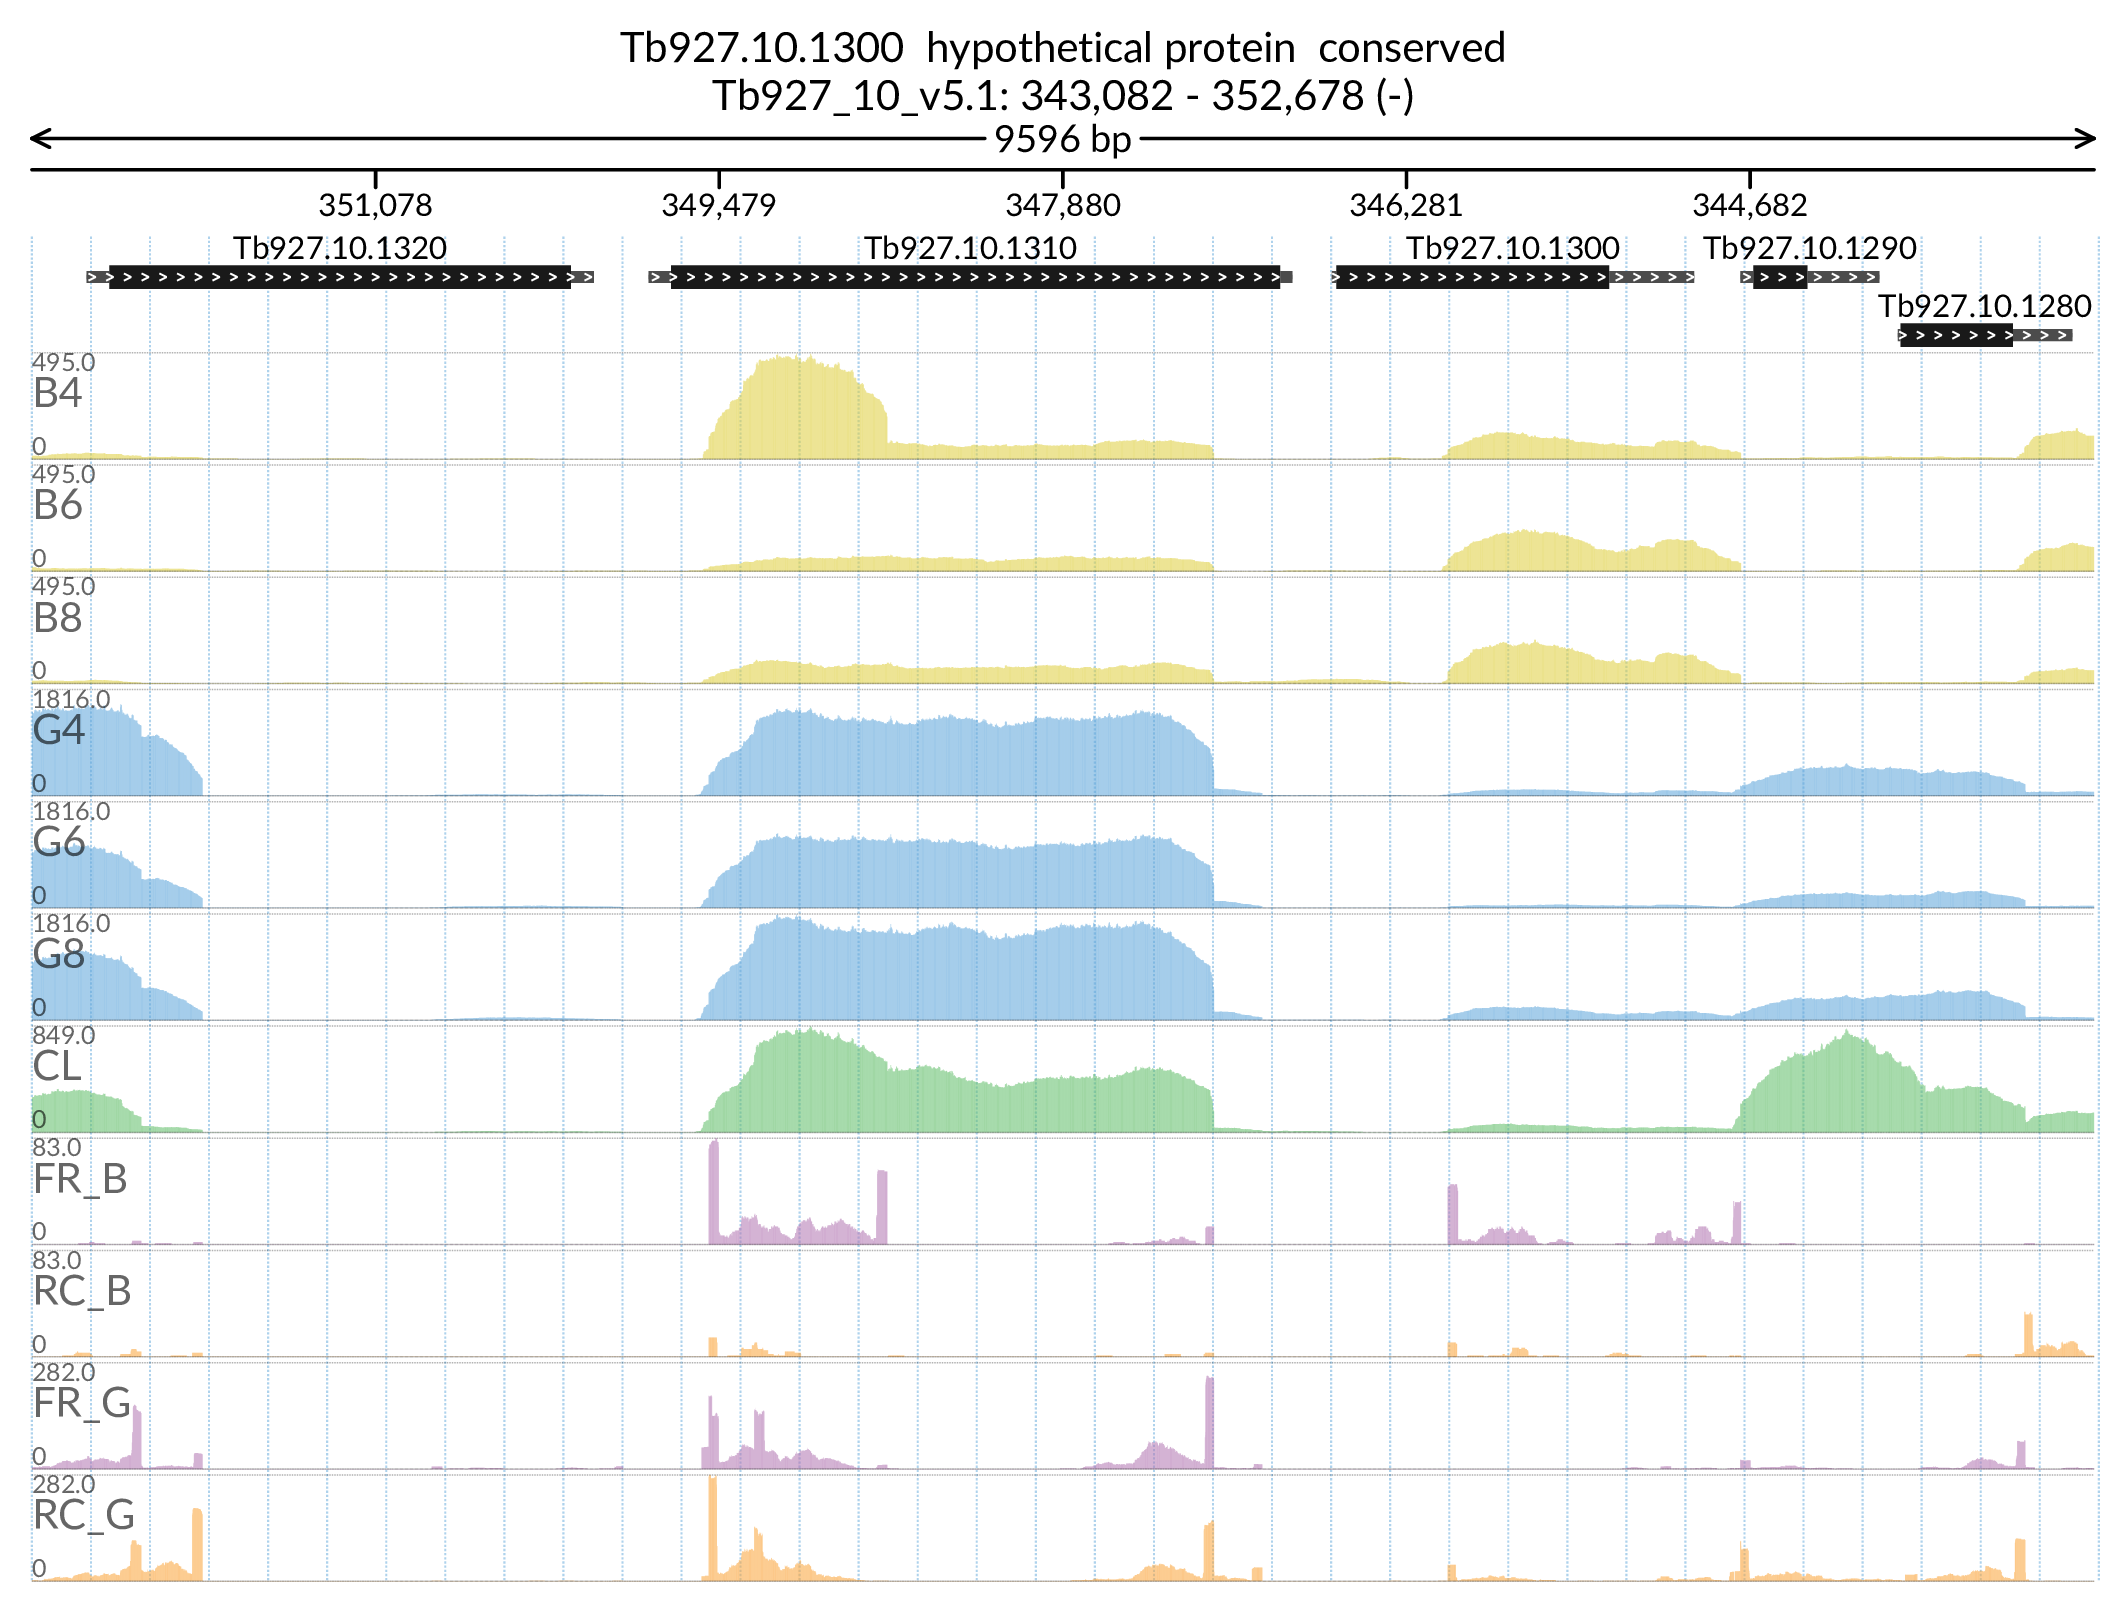 Tb927.10.1300  hypothetical protein  conserved
Tb927_10_v5.1: 343,082 - 352,678 (-)
9596 bp
351,078 349,479 347,880 346,281 344,682
Tb927.10.1320 Tb927.10.1310 Tb927.10.1300 Tb927.10.1290
Tb927.10.1280
495.0
B4
0
495.0
B6
0
495.0
B8
0
1816.0
G4
0
1816.0
G6
0
1816.0
G8
0
849.0
CL
0
83.0
FR_B
0
83.0
RC_B
0
282.0
FR_G
0
282.0
RC_G
0